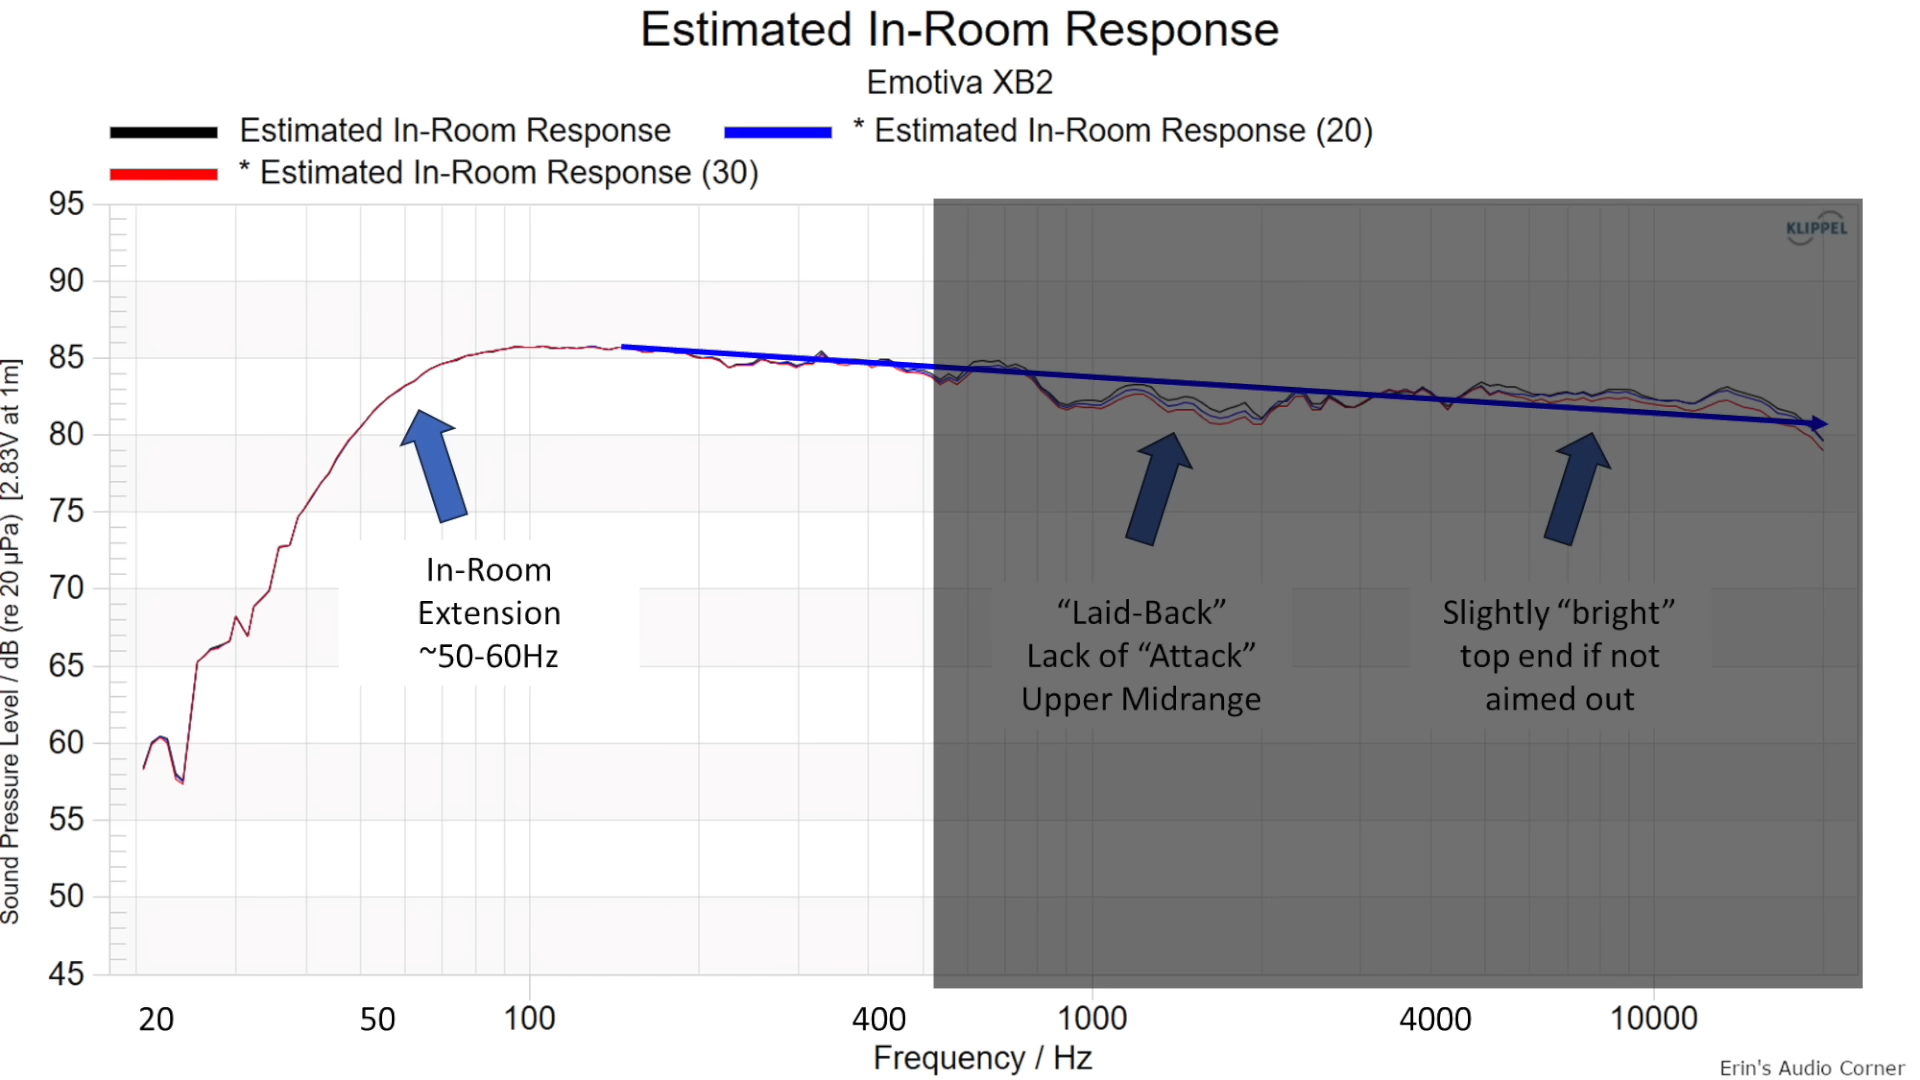 Estimated In-Room Response
Emotiva XB2
Estimated In-Room Response
* Estimated In-Room Response (20)
* Estimated In-Room Response (30)
KLIPPEL
Sound Pressure Level / dB (re 20 µPa) [2.83V at 1m]
95
90
85
80
75
70
65
60
55
50
45
In-Room
Extension
~50-60Hz
“Laid-Back”
Lack of “Attack”
Upper Midrange
Slightly “bright”
top end if not
aimed out
20
50
100
400
1000
4000
10000
Frequency / Hz
Erin's Audio Corner